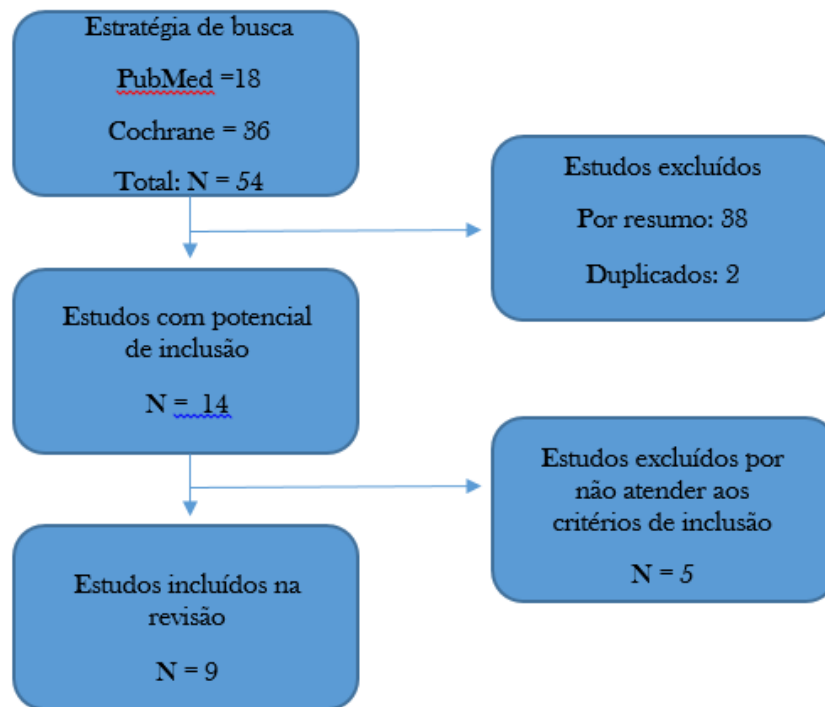 Estratégia de busca
PubMed =18
Cochrane = 36
Total: N = 54
Estudos excluídos
Por resumo: 38
Duplicados: 2
Estudos com potencial
de inclusão
N = 14
Estudos excluídos por
não atender aos
critérios de inclusão
N = 5
Estudos incluídos na
revisão
N = 9